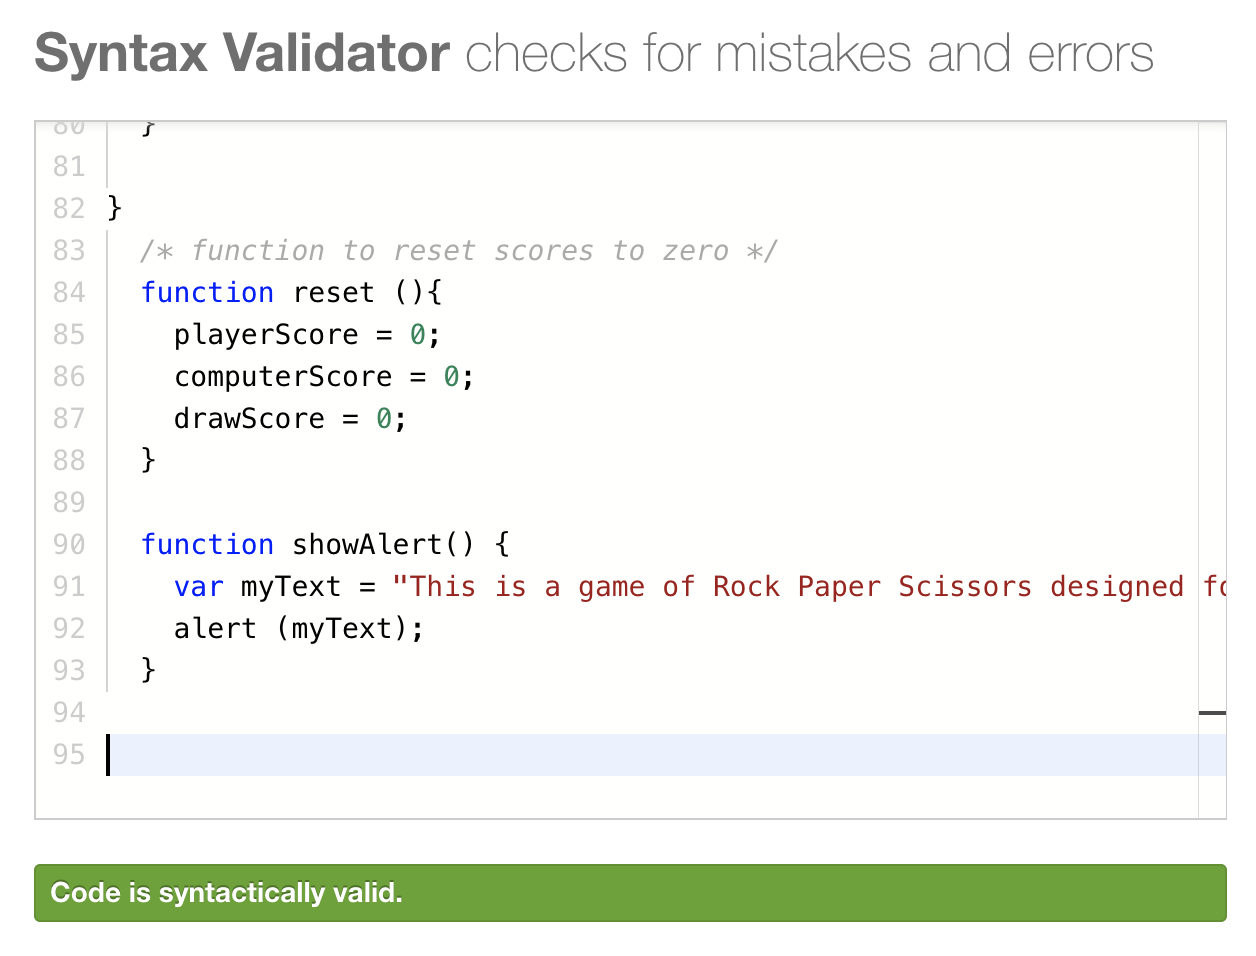 Syntax Validator checks for mistakes and errors
80 }
81
82 }
83 /* function to reset scores to zero */
84 function reset (){
85 playerScore = 0;
86 computerScore = 0;
87 drawScore = 0;
88 }
89
90 function showAlert() {
91 var myText = "This is a game of Rock Paper Scissors designed
92 alert (myText);
93 }
94
95
Code is syntactically valid.